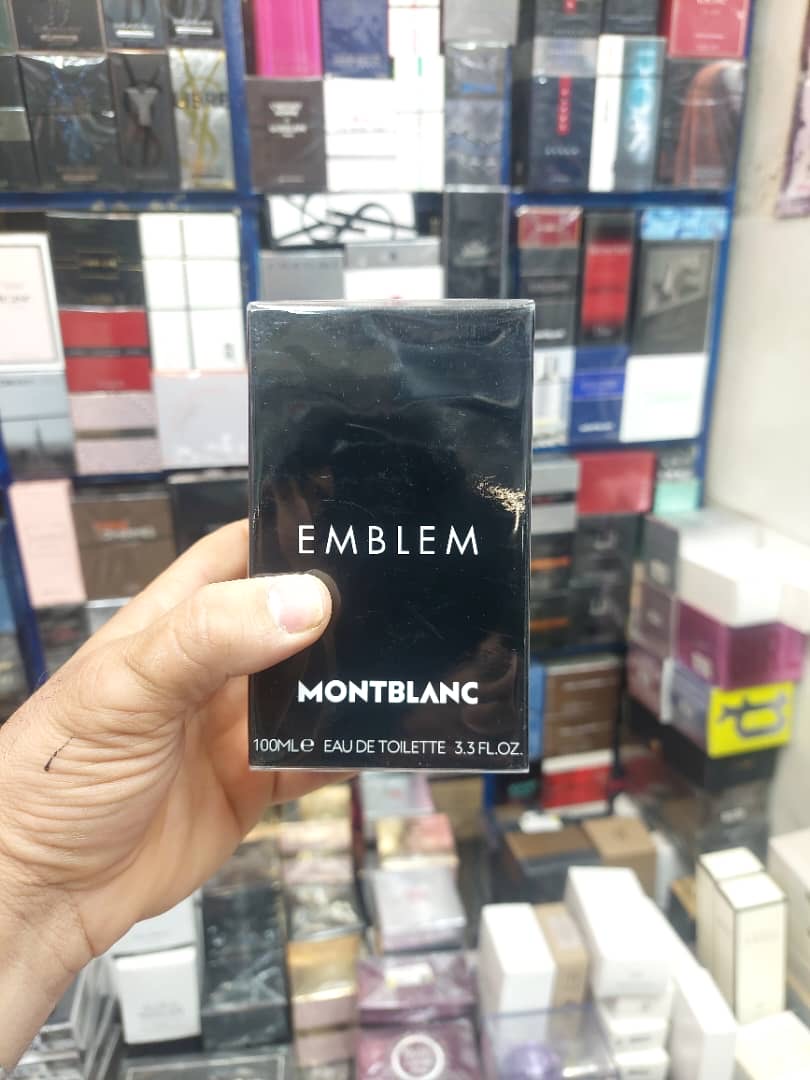 EMBLEM
MONTBLANC
100ML℮ EAU DE TOILETTE 3.3 FL.OZ.